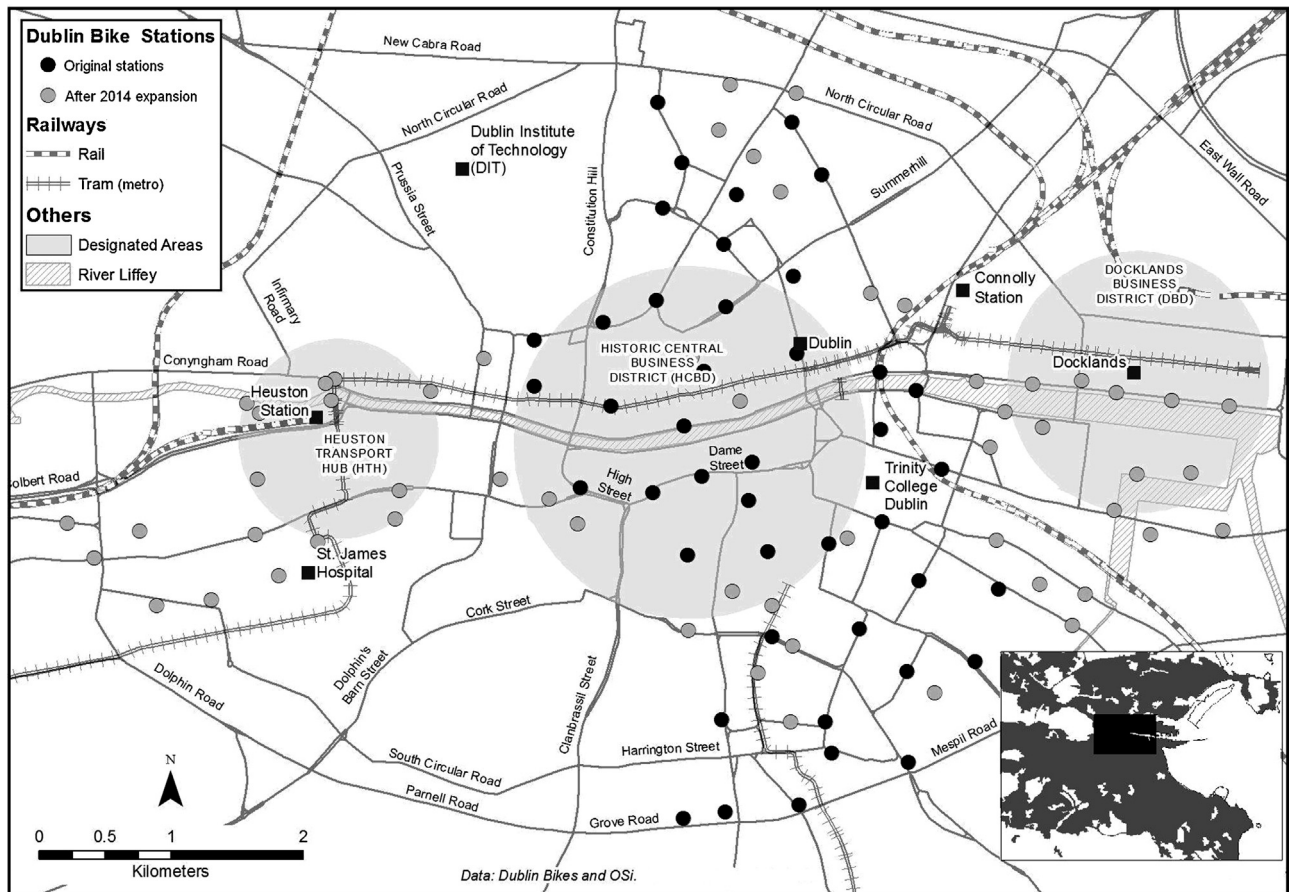 Dublin Bike Stations
Original stations
After 2014 expansion
Railways
Rail
Tram (metro)
Others
Designated Areas
River Liffey
New Cabra Road
North Circular Road
North Circular Road
Dublin Institute
of Technology
(DIT)
Prussia Street
Constitution Hill
Summerhill
East Wall Road
Infirmary
Road
Connolly
Station
DOCKLANDS
BUSINESS
DISTRICT (DBD)
Conyngham Road
HISTORIC CENTRAL
BUSINESS
DISTRICT (HCBD)
Dublin
Docklands
Heuston
Station
HEUSTON
TRANSPORT
HUB (HTH)
Dame
Street
High
Street
Trinity
College
Dublin
olbert Road
St. James
Hospital
Cork Street
Dolphin's
Barn Street
Dolphin Road
Clanbrassil Street
Harrington Street
Mespil Road
South Circular Road
Parnell Road
Grove Road
N
0 0.5 1 2
Kilometers
Data: Dublin Bikes and OSi.